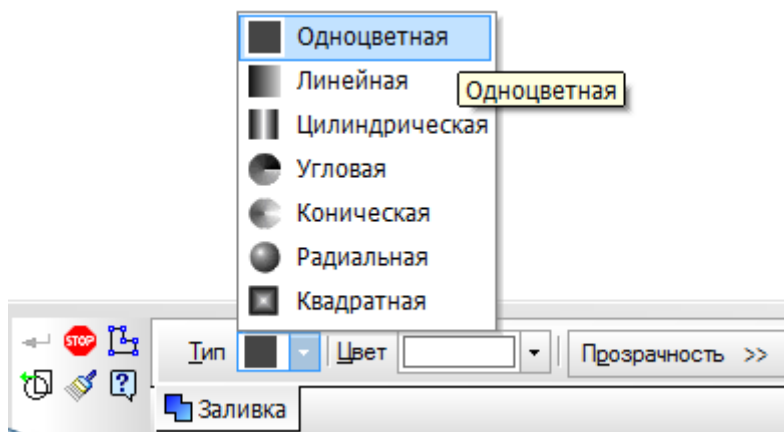 Одноцветная
Линейная
Одноцветная
Цилиндрическая
Угловая
Коническая
Радиальная
Квадратная
STOP
Тип Цвет Прозрачность >>
Заливка